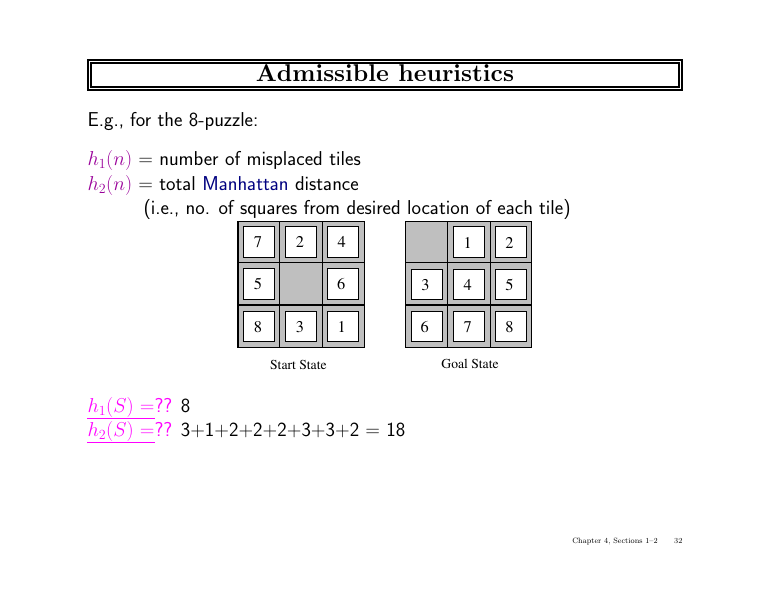 Admissible heuristics
E.g., for the 8-puzzle:
h₁(n) = number of misplaced tiles
h₂(n) = total Manhattan distance
(i.e., no. of squares from desired location of each tile)
7 2 4
5 6
8 3 1
Start State
1 2
3 4 5
6 7 8
Goal State
h₁(S) =?? 8
h₂(S) =?? 3+1+2+2+2+3+3+2 = 18
Chapter 4, Sections 1–2 32